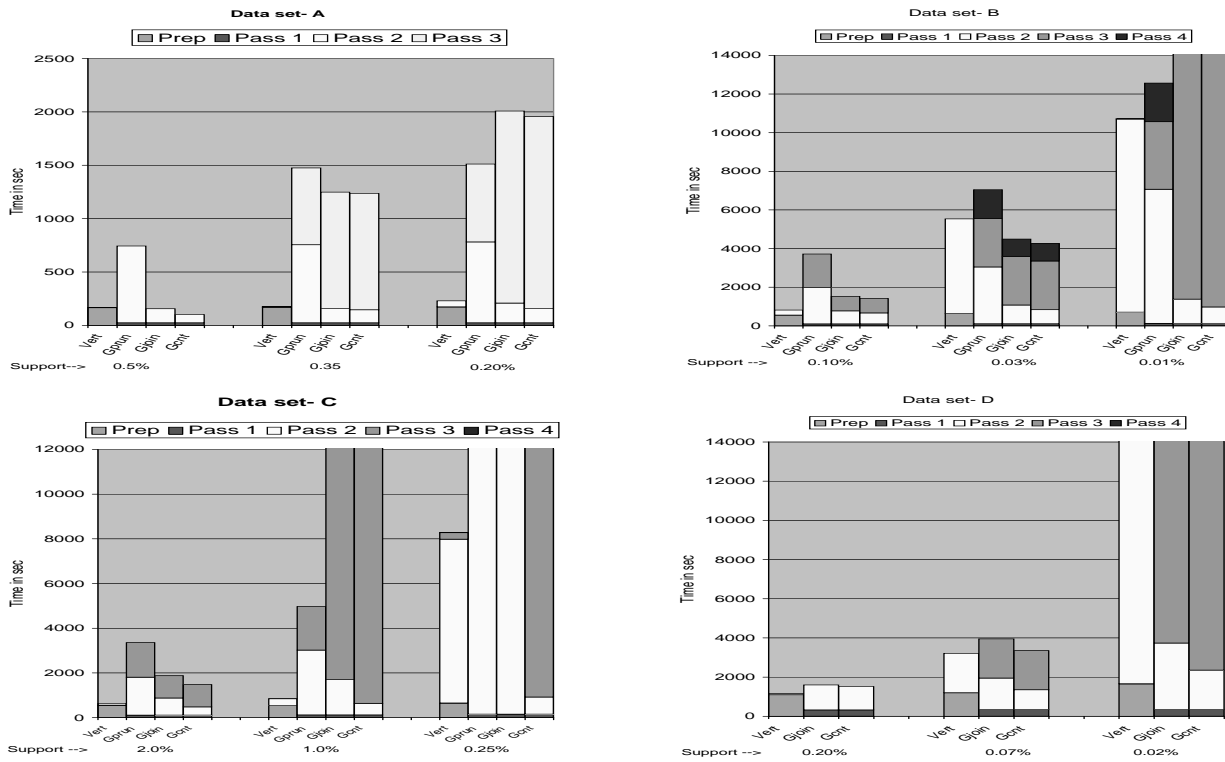 Data set- A
Prep Pass 1 Pass 2 Pass 3
2500
2000
1500
1000
500
0
Time in sec
Vert Gprun Gjoin Gcnt Vert Gprun Gjoin Gcnt Vert Gprun Gjoin Gcnt
Support--> 0.5% 0.35 0.20%
Data set- B
Prep Pass 1 Pass 2 Pass 3 Pass 4
14000
12000
10000
8000
6000
4000
2000
0
Time in sec
Vert Gprun Gjoin Gcnt Vert Gprun Gjoin Gcnt Vert Gprun Gjoin Gcnt
Support--> 0.10% 0.03% 0.01%
Data set- C
Prep Pass 1 Pass 2 Pass 3 Pass 4
12000
10000
8000
6000
4000
2000
0
Time in sec
Vert Gprun Gjoin Gcnt Vert Gprun Gjoin Gcnt Vert Gprun Gjoin Gcnt
Support --> 2.0% 1.0% 0.25%
Data set- D
Prep Pass 1 Pass 2 Pass 3 Pass 4
14000
12000
10000
8000
6000
4000
2000
0
Time in sec
Vert Gjoin Gcnt Vert Gjoin Gcnt Vert Gjoin Gcnt
Support --> 0.20% 0.07% 0.02%